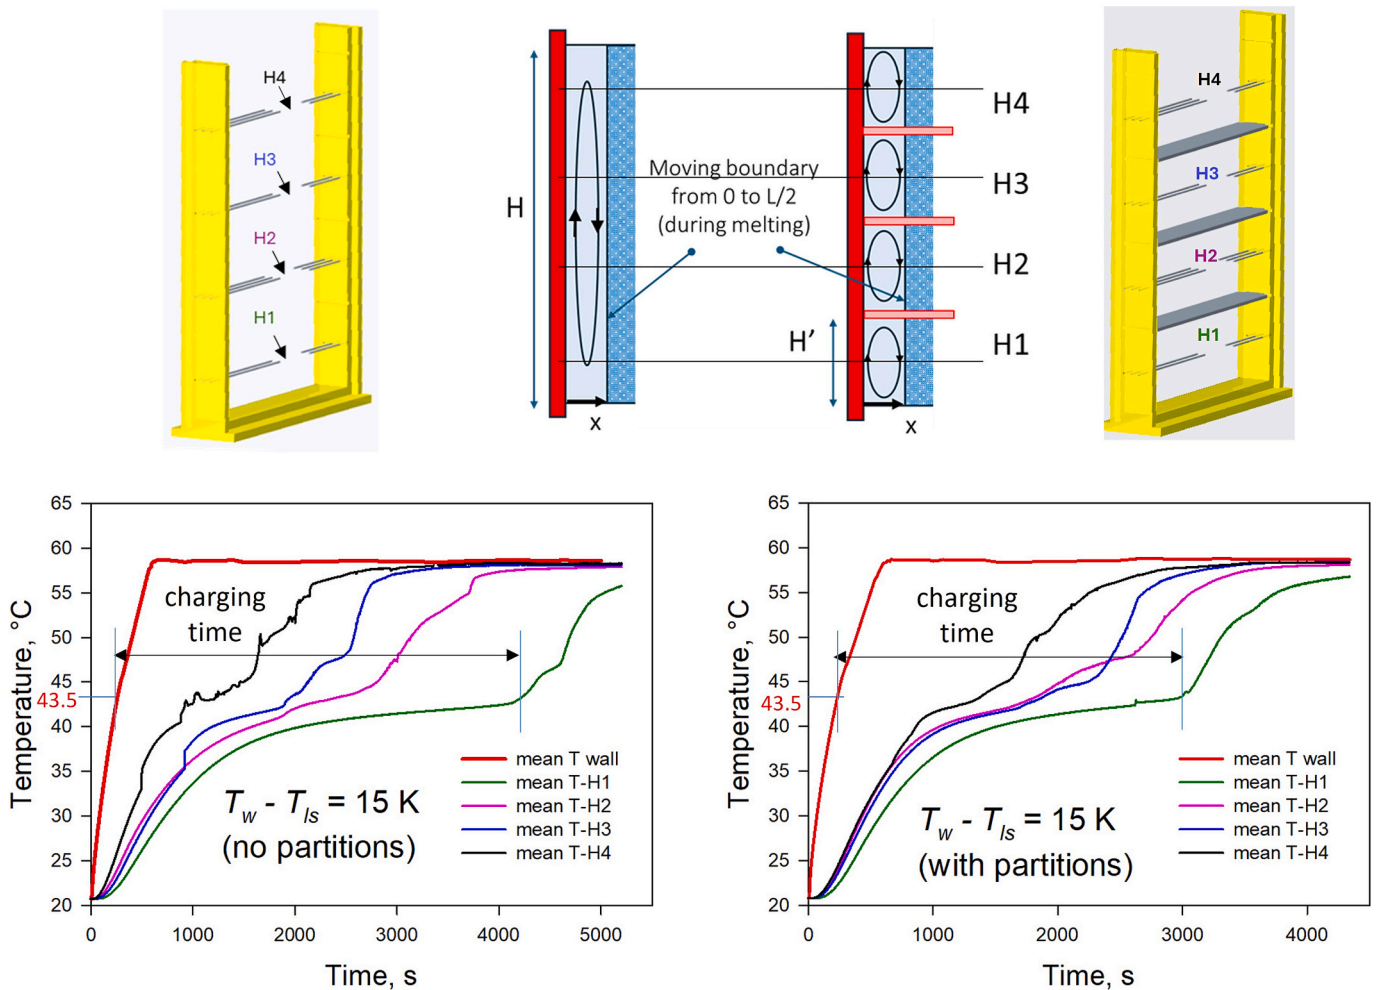 H4
H3
H2
H1
H
Moving boundary
from 0 to L/2
(during melting)
x
H4
H3
H2
H1
H'
x
H4
H3
H2
H1
65
60
55
50
45
43.5
40
35
30
25
20
Temperature, °C
charging
time
mean T wall
mean T-H1
mean T-H2
mean T-H3
mean T-H4
Tw - Tls = 15 K
(no partitions)
0
1000
2000
3000
4000
5000
Time, s
65
60
55
50
45
43.5
40
35
30
25
20
Temperature, °C
charging
time
mean T wall
mean T-H1
mean T-H2
mean T-H3
mean T-H4
Tw - Tls = 15 K
(with partitions)
0
1000
2000
3000
4000
Time, s